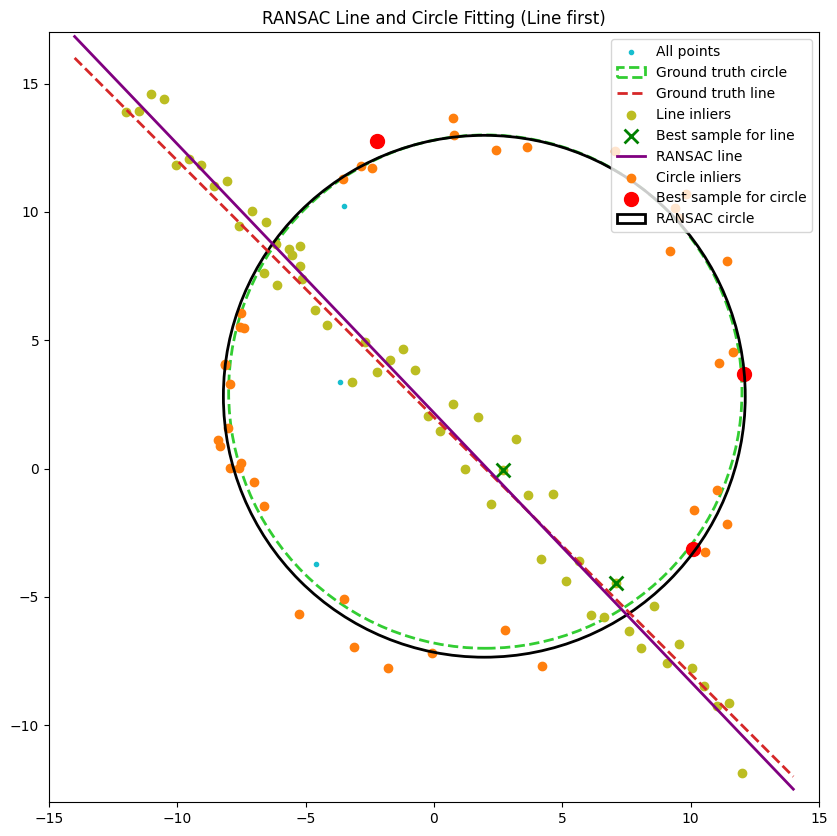 RANSAC Line and Circle Fitting (Line first)
All points
Ground truth circle
Ground truth line
Line inliers
Best sample for line
RANSAC line
Circle inliers
Best sample for circle
RANSAC circle
15
10
5
0
−5
−10
−15 −10 −5 0 5 10 15